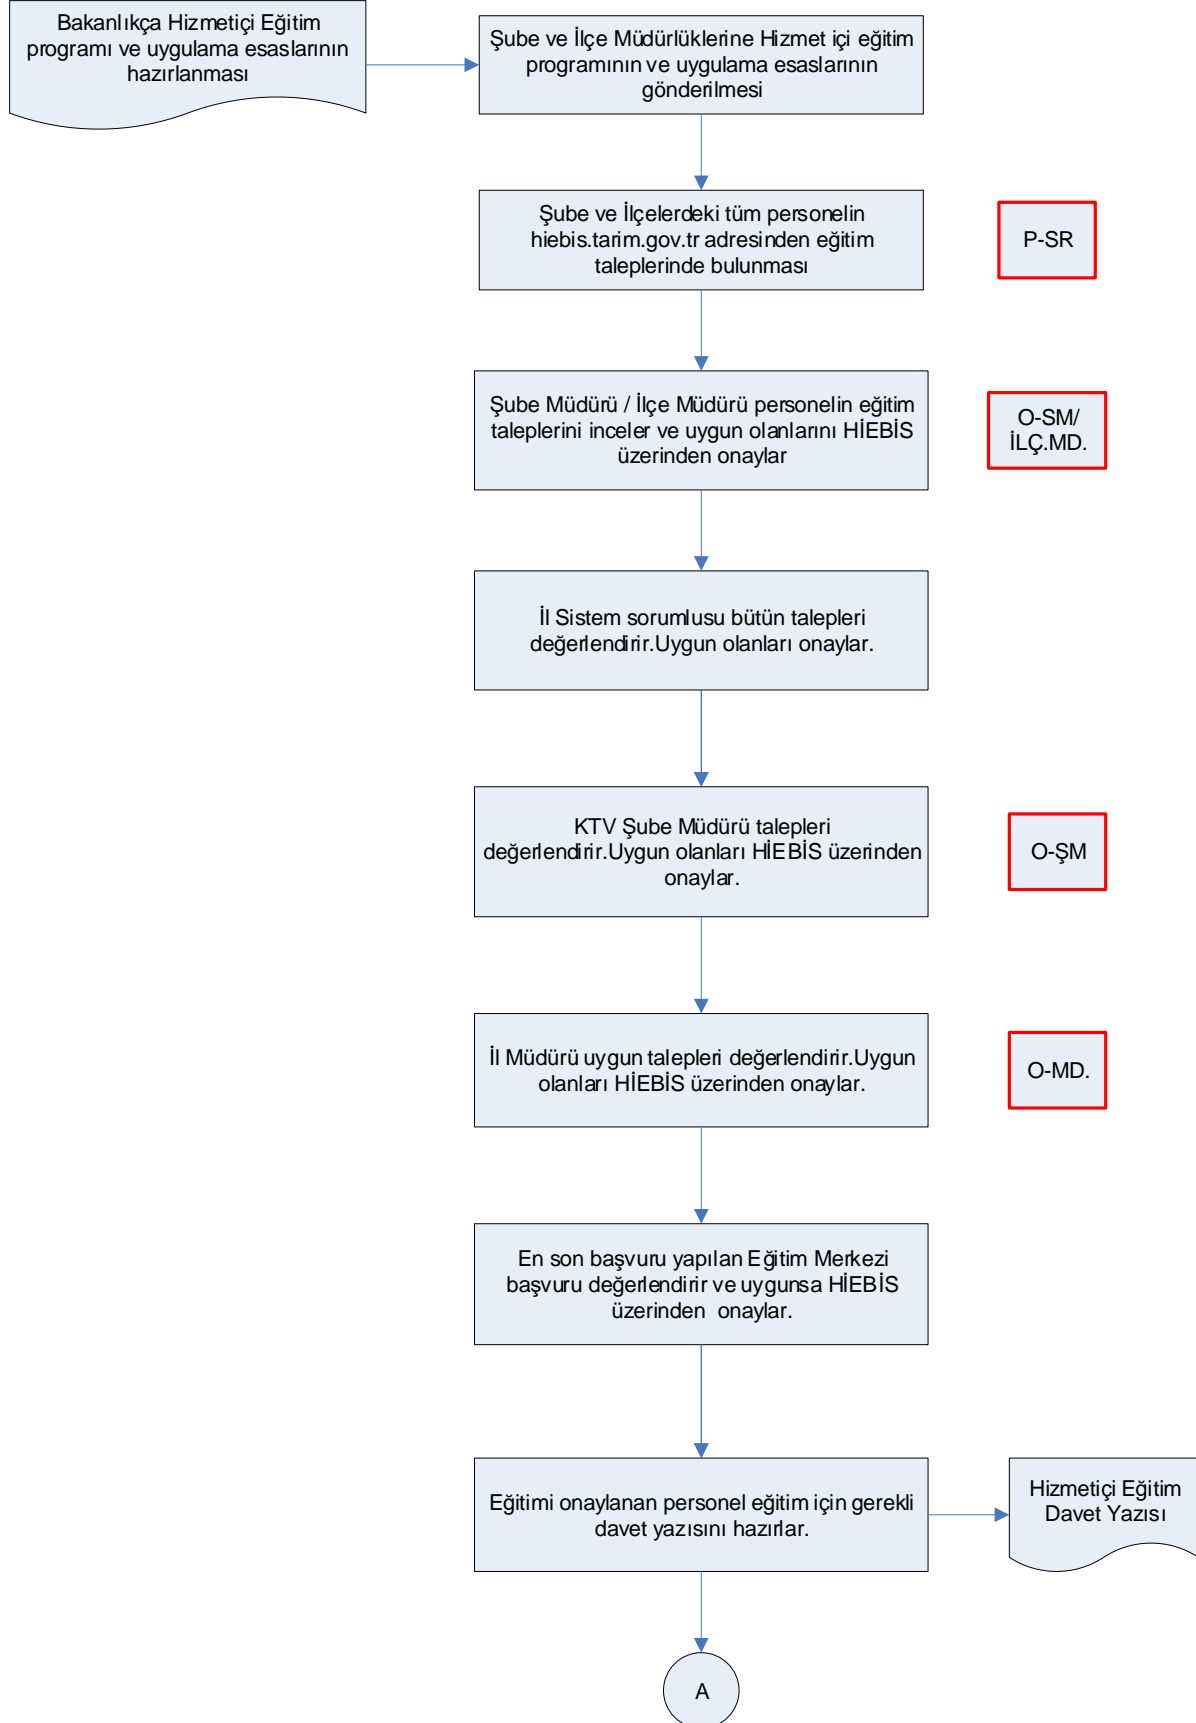 Bakanlıkça Hizmetiçi Eğitim
programı ve uygulama esaslarının
hazırlanması
Şube ve İlçe Müdürlüklerine Hizmet içi eğitim
programının ve uygulama esaslarının
gönderilmesi
Şube ve İlçelerdeki tüm personelin
hiebis.tarim.gov.tr adresinden eğitim
taleplerinde bulunması
P-SR
Şube Müdürü / İlçe Müdürü personelin eğitim
taleplerini inceler ve uygun olanlarını HİEBİS
üzerinden onaylar
O-SM/
İLÇ.MD.
İl Sistem sorumlusu bütün talepleri
değerlendirir.Uygun olanları onaylar.
KTV Şube Müdürü talepleri
değerlendirir.Uygun olanları HİEBİS üzerinden
onaylar.
O-ŞM
İl Müdürü uygun talepleri değerlendirir.Uygun
olanları HİEBİS üzerinden onaylar.
O-MD.
En son başvuru yapılan Eğitim Merkezi
başvuru değerlendirir ve uygunsa HİEBİS
üzerinden  onaylar.
Eğitimi onaylanan personel eğitim için gerekli
davet yazısını hazırlar.
Hizmetiçi Eğitim
Davet Yazısı
A